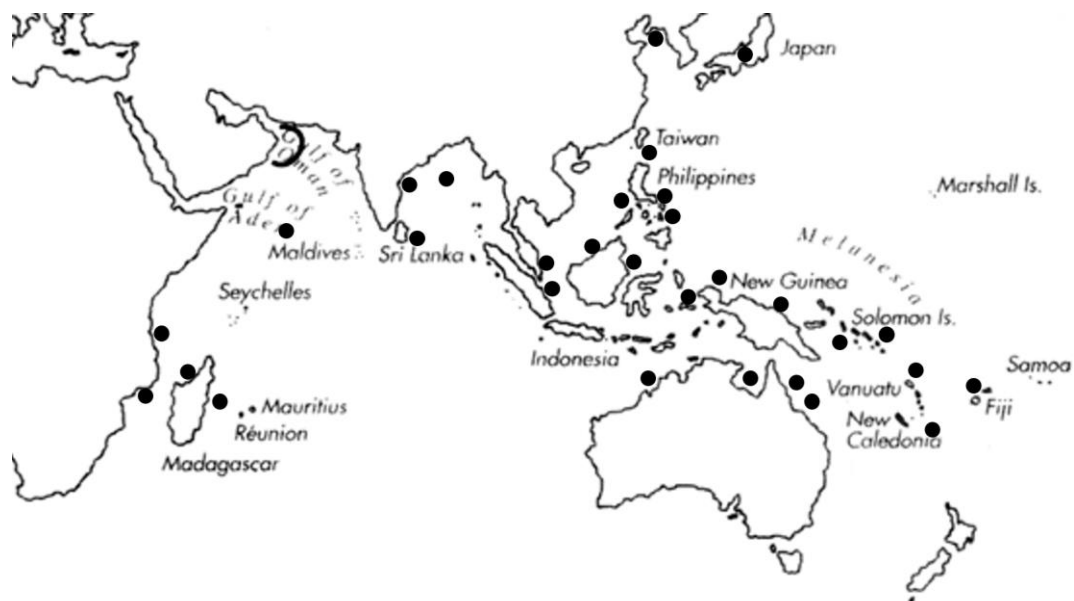 Japan
Taiwan
Philippines
Marshall Is.
Gulf of
Oman
Gulf of
Aden
Maldives
Sri Lanka
Melanesia
New Guinea
Seychelles
Solomon Is.
Indonesia
Samoa
Vanuatu
Fiji
New
Caledonia
Mauritius
Réunion
Madagascar